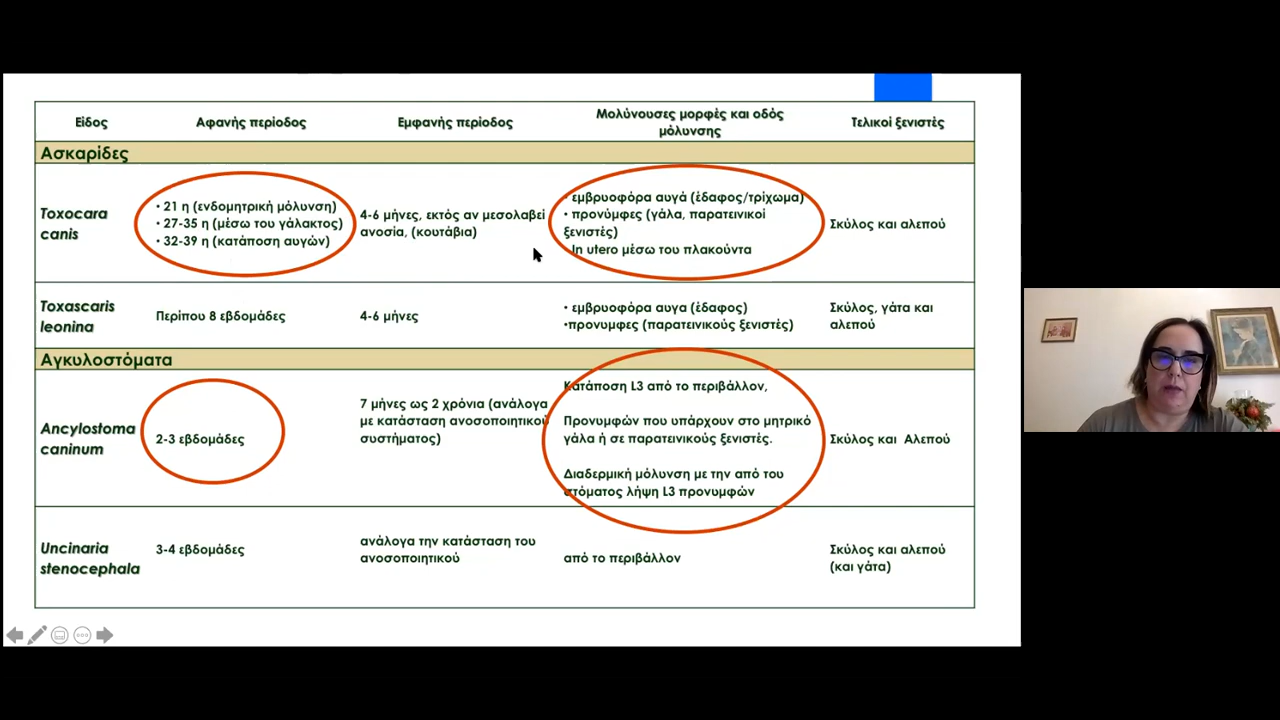 Είδος
Αφανής περίοδος
Εμφανής περίοδος
Μολύνουσες μορφές και οδός
μόλυνσης
Τελικοί ξενιστές
Ασκαρίδες
Toxocara
canis
• 21 η (ενδομητρική μόλυνση)
• 27-35 η (μέσω του γάλακτος)
• 32-39 η (κατάποση αυγών)
4-6 μήνες, εκτός αν μεσολαβεί
ανοσία, (κουτάβια)
• εμβρυοφόρα αυγά (έδαφος/τρίχωμα)
• προνύμφες (γάλα, παρατεινικοί
ξενιστές)
In utero μέσω του πλακούντα
Σκύλος και αλεπού
Toxascaris
leonina
Περίπου 8 εβδομάδες
4-6 μήνες
• εμβρυοφόρα αυγα (έδαφος)
•προνυμφες (παρατεινικούς ξενιστές)
Σκύλος, γάτα και
αλεπού
Αγκυλοστόματα
Ancylostoma
caninum
2-3 εβδομάδες
7 μήνες ως 2 χρόνια (ανάλογα
με κατάσταση ανοσοποιητικού
συστήματος)
Κατάποση L3 από το περιβάλλον,
Προνυμφών που υπάρχουν στο μητρικό
γάλα ή σε παρατεινικούς ξενιστές.
Διαδερμική μόλυνση με την από του
στόματος λήψη L3 προνυμφών
Σκύλος και Αλεπού
Uncinaria
stenocephala
3-4 εβδομάδες
ανάλογα την κατάσταση του
ανοσοποιητικού
από το περιβάλλον
Σκύλος και αλεπού
(και γάτα)